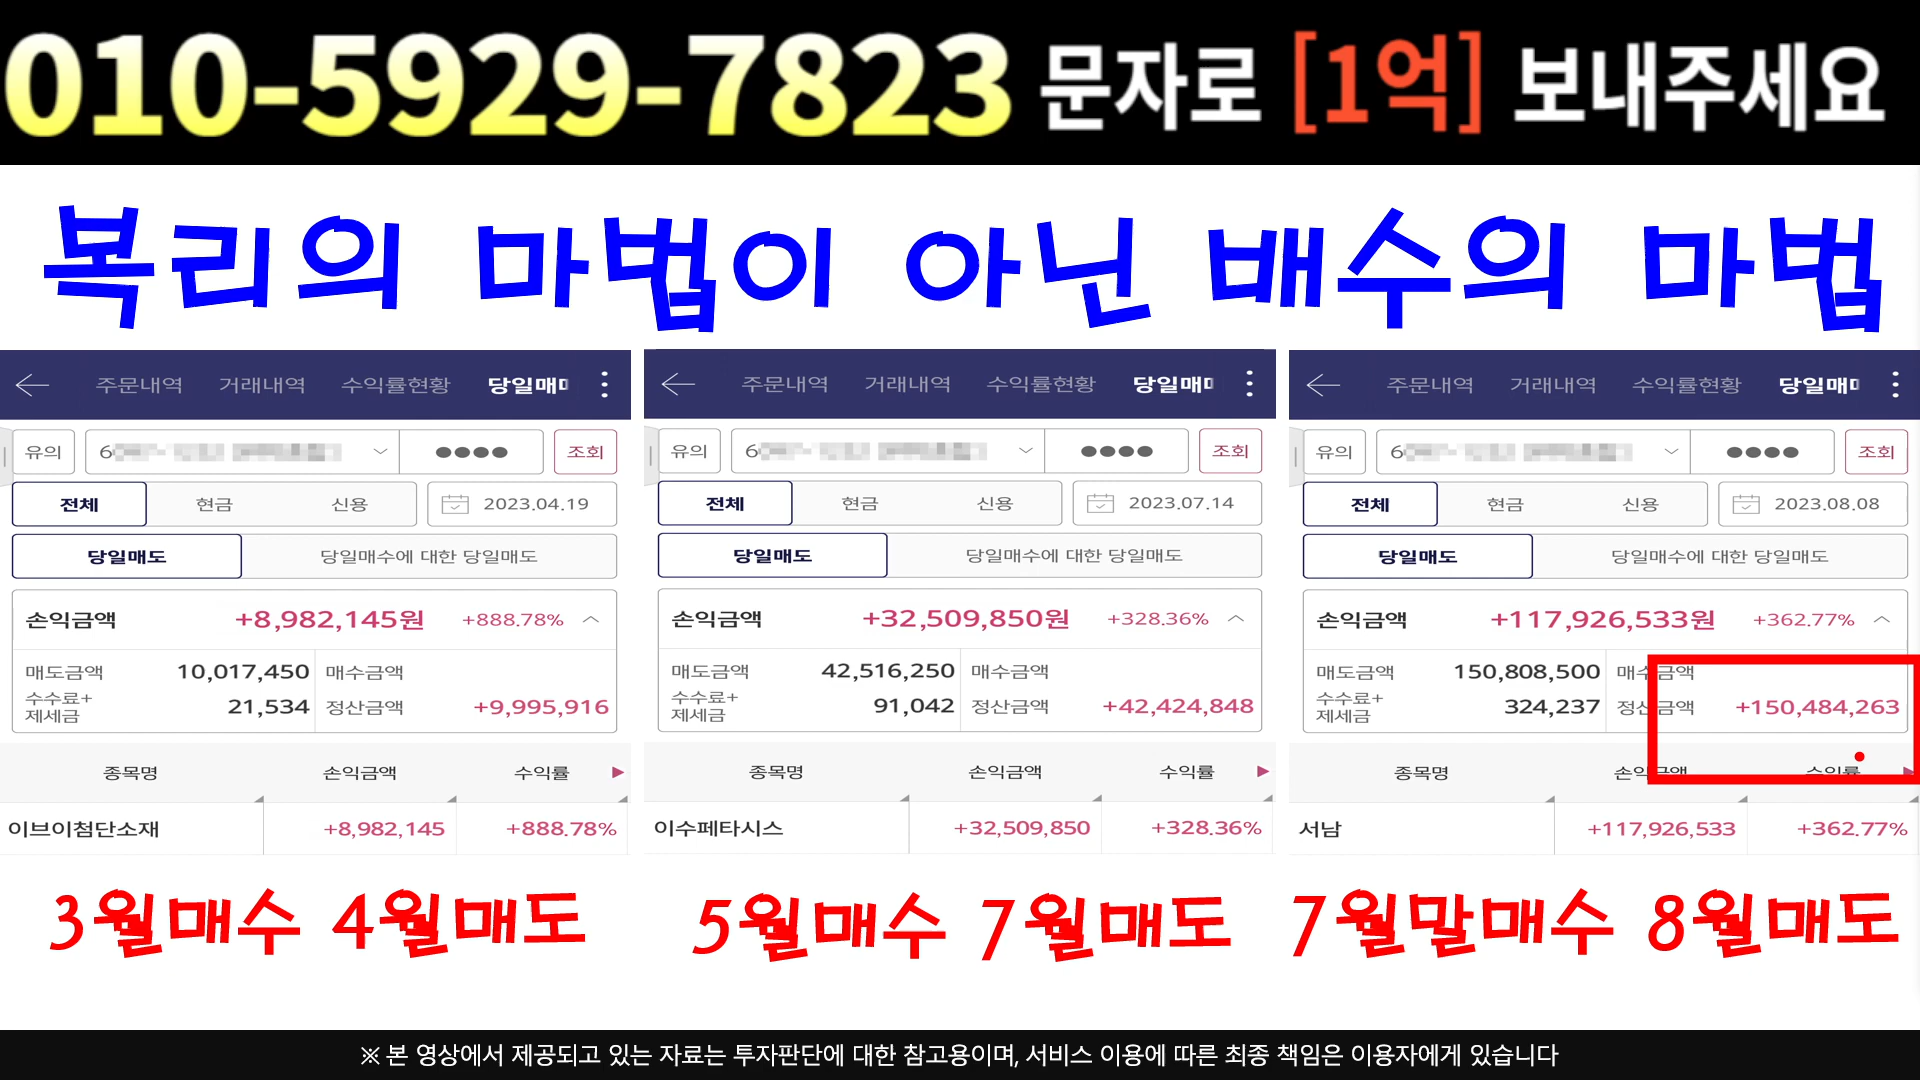 010-5929-7823 문자로 [1억] 보내주세요
복리의 마법이 아닌 배수의 마법
주문내역 거래내역 수익률현황 당일매
유의 6 ●●●● 조회
전체 현금 신용 2023.04.19
당일매도 당일매수에 대한 당일매도
손익금액 +8,982,145원 +888.78%
매도금액 10,017,450 매수금액
수수료+
제세금 21,534 정산금액 +9,995,916
종목명 손익금액 수익률
이브이첨단소재 +8,982,145 +888.78%
3월매수 4월매도
주문내역 거래내역 수익률현황 당일매
유의 6 ●●●● 조회
전체 현금 신용 2023.07.14
당일매도 당일매수에 대한 당일매도
손익금액 +32,509,850원 +328.36%
매도금액 42,516,250 매수금액
수수료+
제세금 91,042 정산금액 +42,424,848
종목명 손익금액 수익률
이수페타시스 +32,509,850 +328.36%
5월매수 7월매도
주문내역 거래내역 수익률현황 당일매
유의 6 ●●●● 조회
전체 현금 신용 2023.08.08
당일매도 당일매수에 대한 당일매도
손익금액 +117,926,533원 +362.77%
매도금액 150,808,500 매수금액
수수료+
제세금 324,237 정산금액 +150,484,263
종목명 손익금액 수익률
서남 +117,926,533 +362.77%
7월말매수 8월매도
※ 본 영상에서 제공되고 있는 자료는 투자판단에 대한 참고용이며, 서비스 이용에 따른 최종 책임은 이용자에게 있습니다